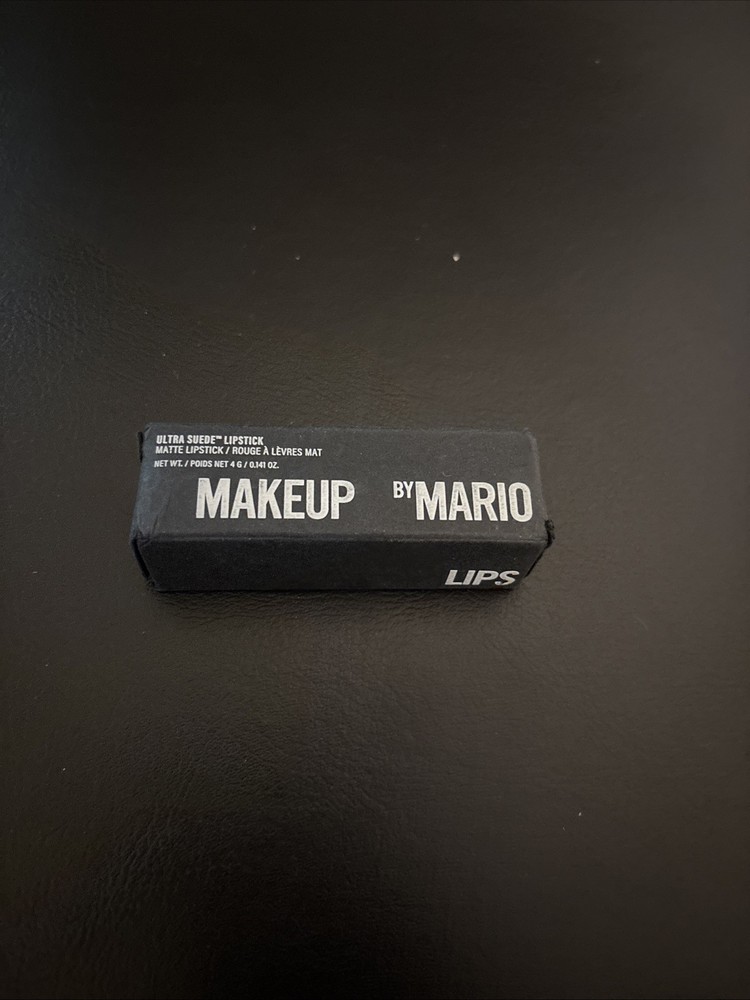 ULTRA SUEDE™ LIPSTICK
MATTE LIPSTICK / ROUGE À LÈVRES MAT
NET WT. / POIDS NET 4 G / 0.141 OZ.
MAKEUP BY MARIO
LIPS